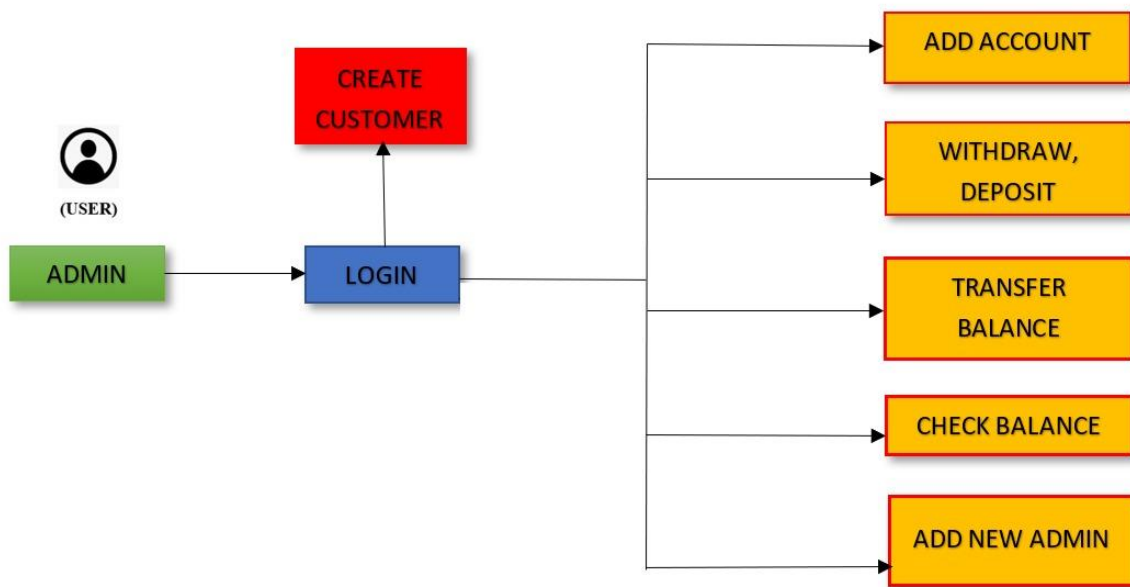 CREATE
CUSTOMER
(USER)
ADMIN
LOGIN
ADD ACCOUNT
WITHDRAW,
DEPOSIT
TRANSFER
BALANCE
CHECK BALANCE
ADD NEW ADMIN